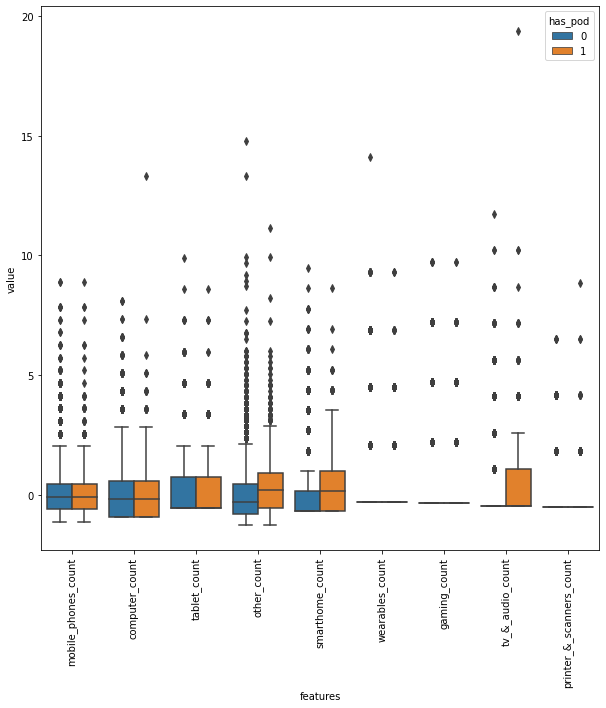 has_pod
0
1
20
15
10
5
0
value
mobile_phones_count
computer_count
tablet_count
other_count
smarthome_count
wearables_count
gaming_count
tv_&_audio_count
printer_&_scanners_count
features